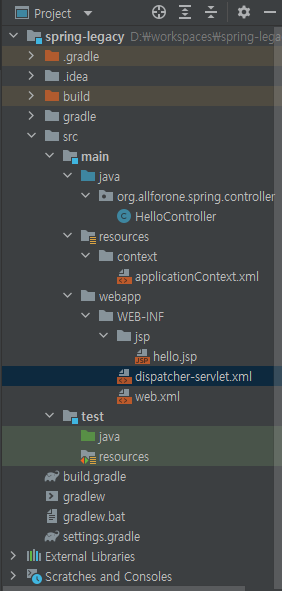 Project
spring-legacy D:₩workspaces₩spring-lega
.gradle
.idea
build
gradle
src
main
java
org.allforone.spring.controller
HelloController
resources
context
applicationContext.xml
webapp
WEB-INF
jsp
JSP hello.jsp
dispatcher-servlet.xml
web.xml
test
java
resources
build.gradle
gradlew
gradlew.bat
settings.gradle
External Libraries
Scratches and Consoles